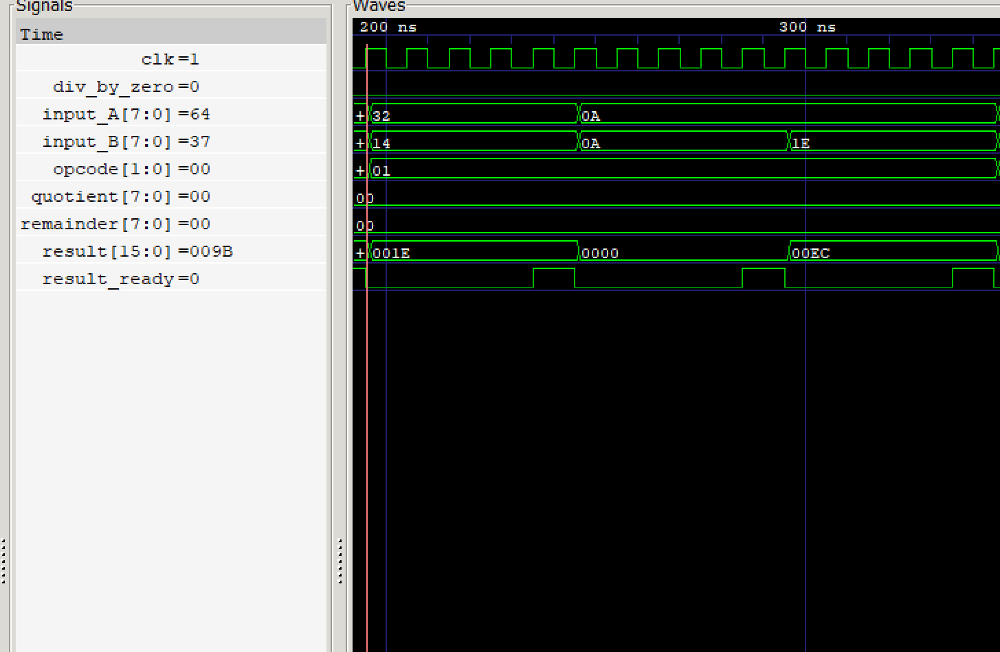 Signals
Waves
Time
200 ns
300 ns
clk=1
div_by_zero=0
input_A[7:0]=64
+ 32 0A
input_B[7:0]=37
+ 14 0A 1E
opcode[1:0]=00
+ 01
quotient[7:0]=00
00
remainder[7:0]=00
00
result[15:0]=009B
+ 001E 0000 00EC
result_ready=0